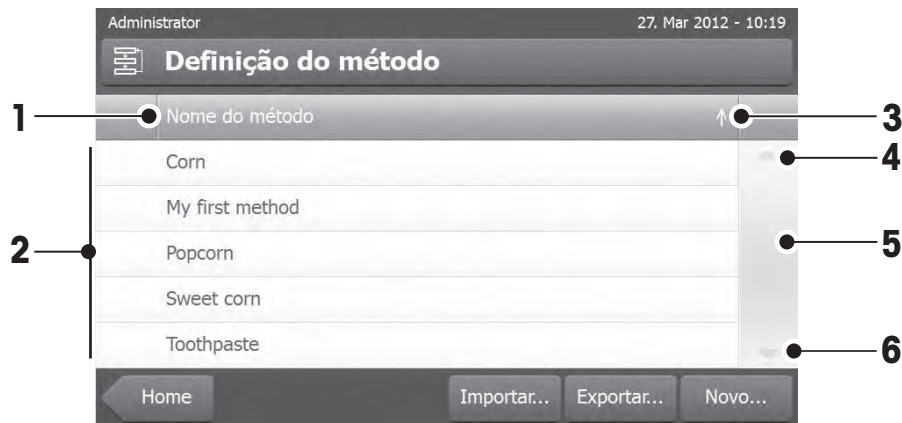 Administrator 27. Mar 2012 - 10:19
Definição do método
1 Nome do método 3
Corn 4
My first method
2 Popcorn 5
Sweet corn
Toothpaste 6
Home Importar... Exportar... Novo...